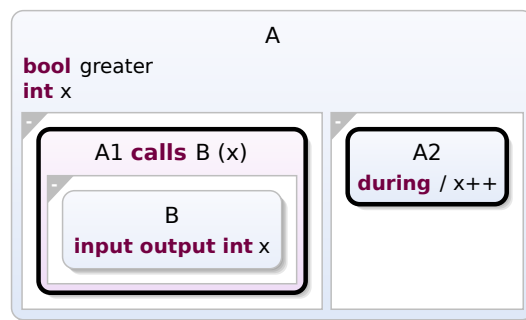 A
bool greater
int x
-
A1 calls B (x)
-
B
input output int x
-
A2
during / x++